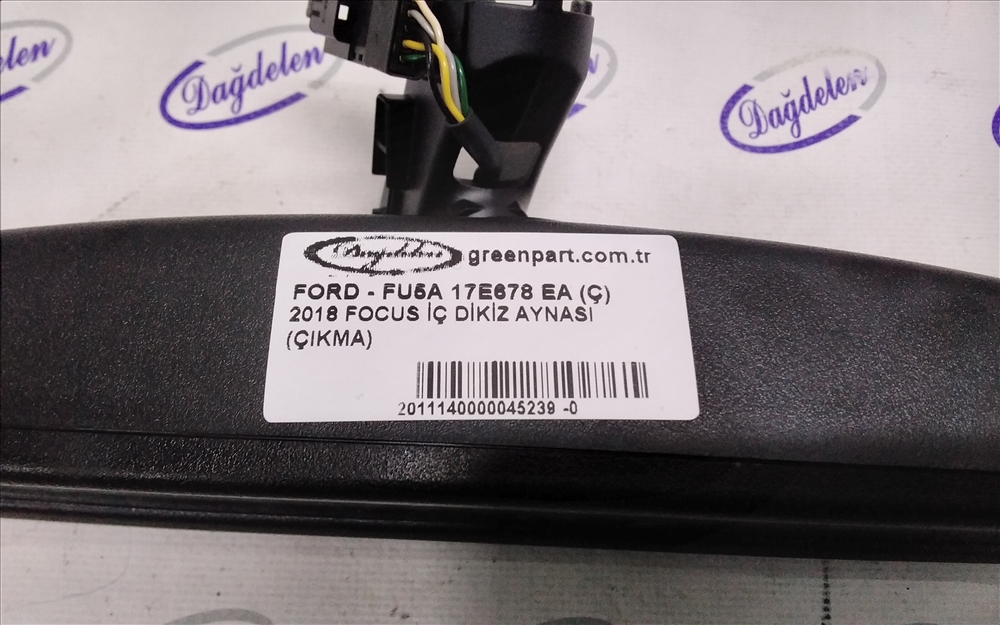 Dağdelen
Dağdelen
greenpart.com.tr
FORD - FU5A 17E678 EA (Ç)
2018 FOCUS İÇ DİKİZ AYNASI
(ÇIKMA)
2011140000045239 -0